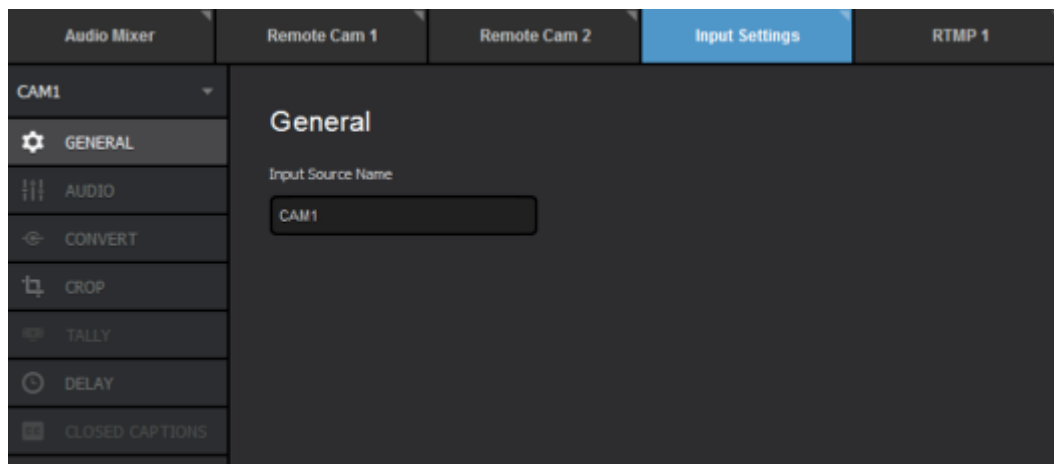 Audio Mixer
Remote Cam 1
Remote Cam 2
Input Settings
RTMP 1
CAM1
GENERAL
AUDIO
CONVERT
CROP
TALLY
DELAY
CLOSED CAPTIONS
General
Input Source Name
CAM1